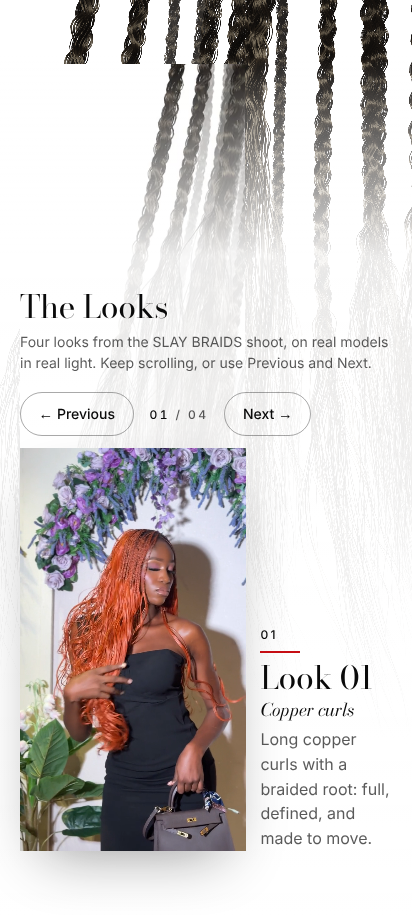 The Looks
Four looks from the SLAY BRAIDS shoot, on real models
in real light. Keep scrolling, or use Previous and Next.
← Previous
01 / 04
Next →
01
Look 01
Copper curls
Long copper
curls with a
braided root: full,
defined, and
made to move.